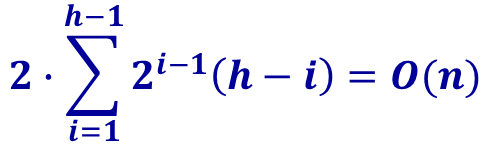 2 · ∑_{i=1}^{h−1} 2^{i−1}(h − i) = O(n)